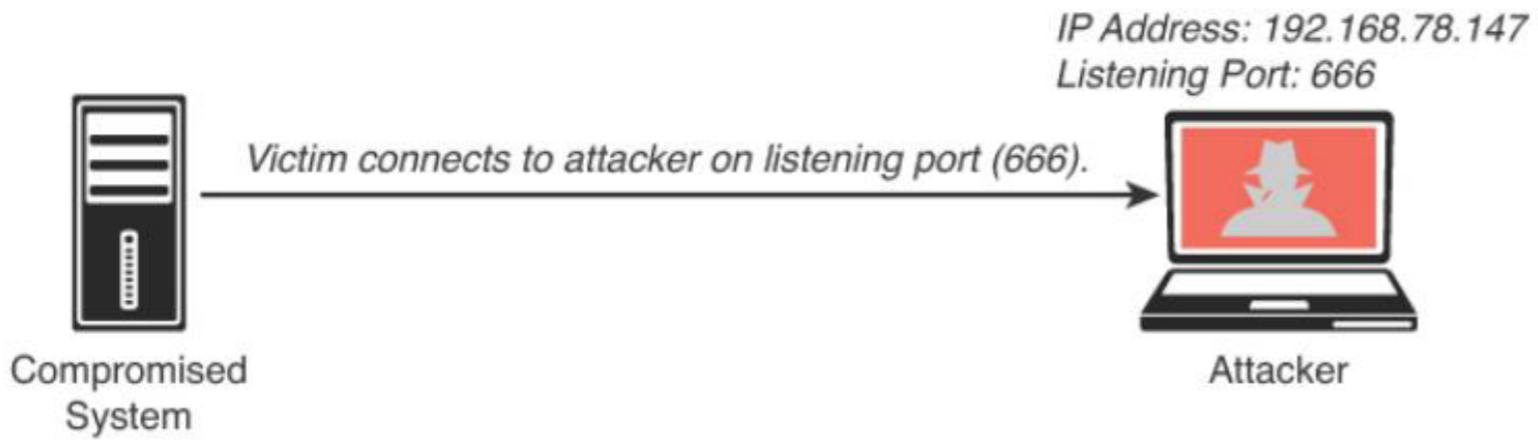 IP Address: 192.168.78.147
Listening Port: 666
Victim connects to attacker on listening port (666).
Compromised
System
Attacker